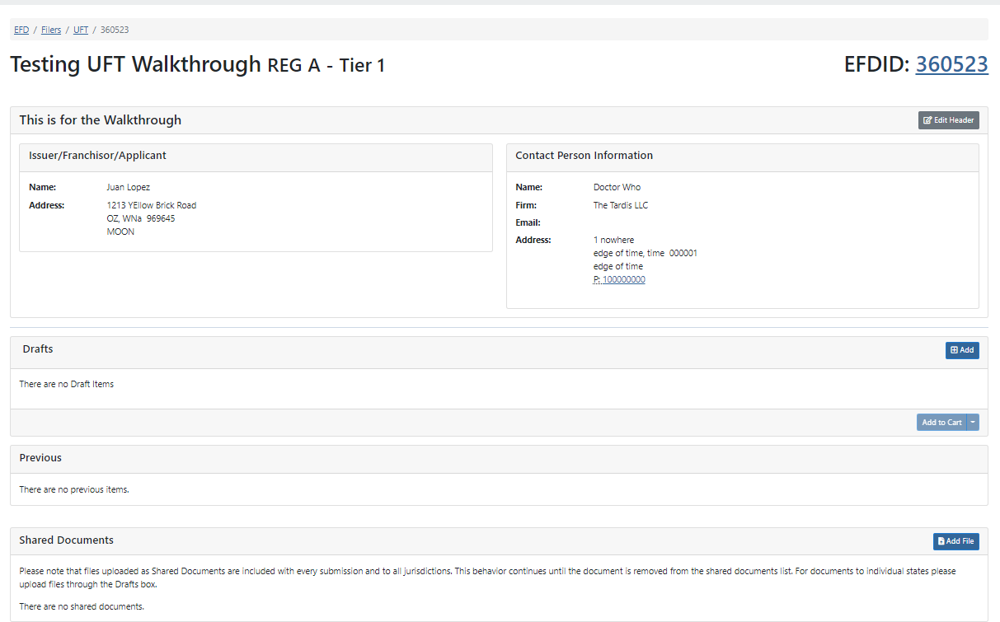 EFD / Filers / UFT / 360523
Testing UFT Walkthrough REG A - Tier 1
EFDID: 360523
This is for the Walkthrough
Edit Header
Issuer/Franchisor/Applicant
Name: Juan Lopez
Address: 1213 YEllow Brick Road
OZ, WNa 969645
MOON
Contact Person Information
Name: Doctor Who
Firm: The Tardis LLC
Email:
Address: 1 nowhere
edge of time, time 000001
edge of time
P: 100000000
Drafts
Add
There are no Draft Items
Add to Cart
Previous
There are no previous items.
Shared Documents
Add File
Please note that files uploaded as Shared Documents are included with every submission and to all jurisdictions. This behavior continues until the document is removed from the shared documents list. For documents to individual states please
upload files through the Drafts box.
There are no shared documents.